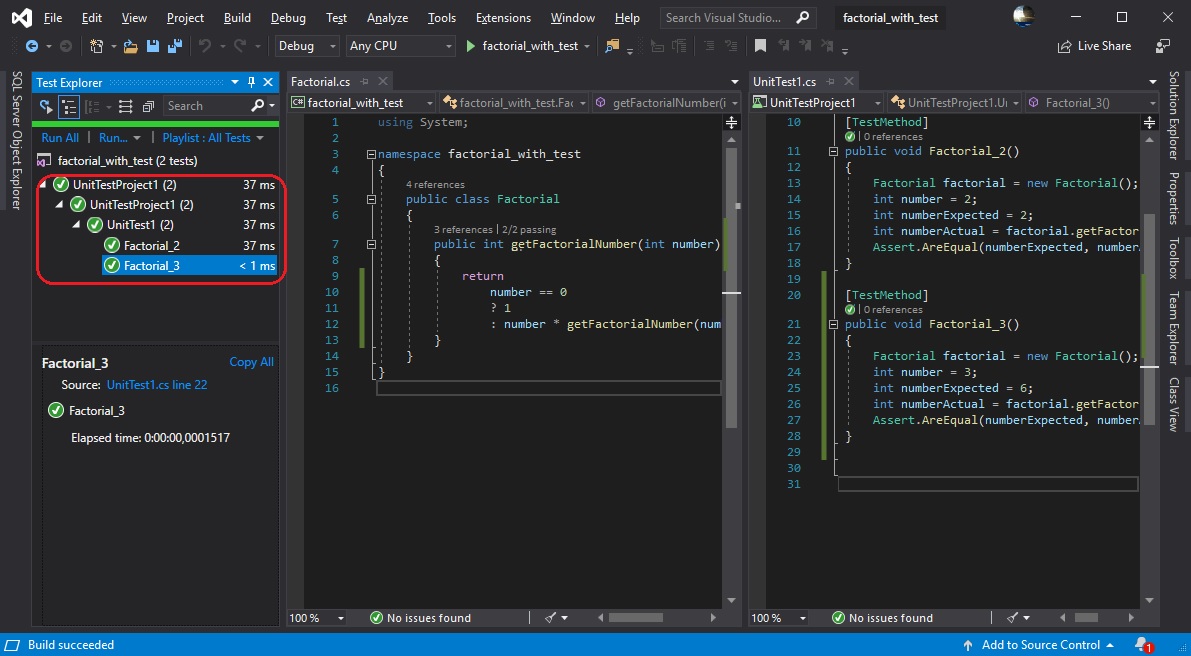 File Edit View Project Build Debug Test Analyze Tools Extensions Window Help Search Visual Studio... factorial_with_test
Debug Any CPU factorial_with_test Live Share
SQL Server Object Explorer
Test Explorer
Search
Run All | Run... | Playlist : All Tests
factorial_with_test (2 tests)
UnitTestProject1 (2) 37 ms
UnitTestProject1 (2) 37 ms
UnitTest1 (2) 37 ms
Factorial_2 37 ms
Factorial_3 < 1 ms
Factorial_3 Copy All
Source: UnitTest1.cs line 22
Factorial_3
Elapsed time: 0:00:00,0001517
Factorial.cs
C# factorial_with_test factorial_with_test.Fac getFactorialNumber(i
1 using System;
2
3 namespace factorial_with_test
4 {
4 references
5 public class Factorial
6 {
3 references | 2/2 passing
7 public int getFactorialNumber(int number)
8 {
9 return
10 number == 0
11 ? 1
12 : number * getFactorialNumber(num
13 }
14 }
15 }
16
100 % No issues found
UnitTest1.cs
UnitTestProject1 UnitTestProject1.Ur Factorial_3()
10 [TestMethod]
| 0 references
11 public void Factorial_2()
12 {
13 Factorial factorial = new Factorial();
14 int number = 2;
15 int numberExpected = 2;
16 int numberActual = factorial.getFactor
17 Assert.AreEqual(numberExpected, number
18 }
19
20 [TestMethod]
| 0 references
21 public void Factorial_3()
22 {
23 Factorial factorial = new Factorial();
24 int number = 3;
25 int numberExpected = 6;
26 int numberActual = factorial.getFactor
27 Assert.AreEqual(numberExpected, number
28 }
29
30
31
100 % No issues found
Solution Explorer
Properties
Toolbox
Team Explorer
Class View
Build succeeded Add to Source Control 1